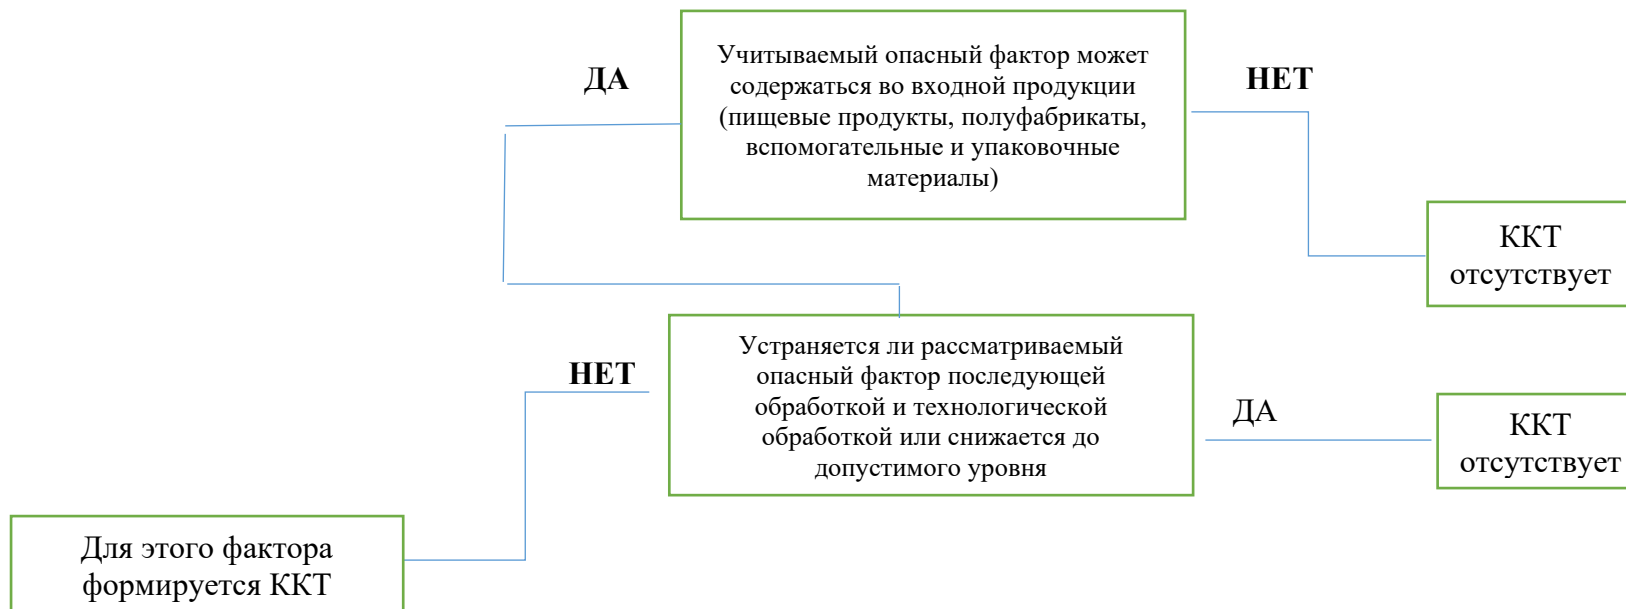 Учитываемый опасный фактор может
содержаться во входной продукции
(пищевые продукты, полуфабрикаты,
вспомогательные и упаковочные
материалы)
ДА
НЕТ
ККТ
отсутствует
Устраняется ли рассматриваемый
опасный фактор последующей
обработкой и технологической
обработкой или снижается до
допустимого уровня
НЕТ
ДА
ККТ
отсутствует
Для этого фактора
формируется ККТ